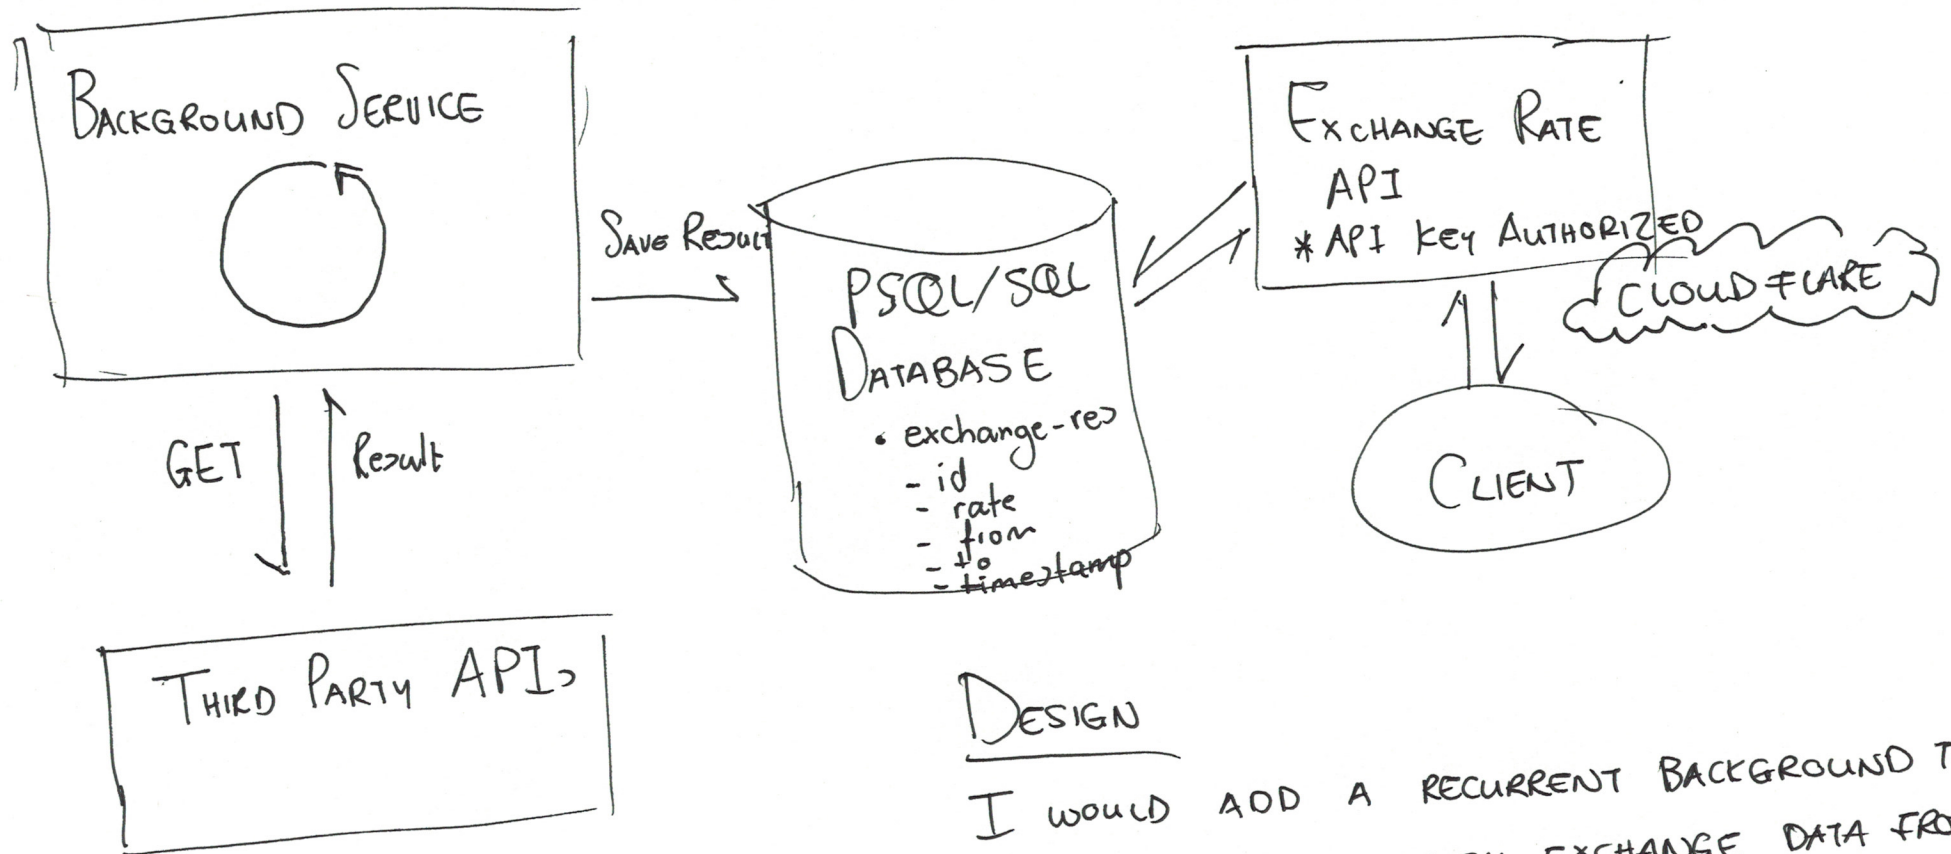 BACKGROUND SERVICE
GET
Result
THIRD PARTY APIs
SAVE Result
PSQL/SQL
DATABASE
• exchange-res
- id
- rate
- from
- to
- timestamp
EXCHANGE RATE
API
* API KEY AUTHORIZED
CLOUDFLARE
CLIENT
DESIGN
I WOULD ADD A RECURRENT BACKGROUND T
EXCHANGE DATA FRO